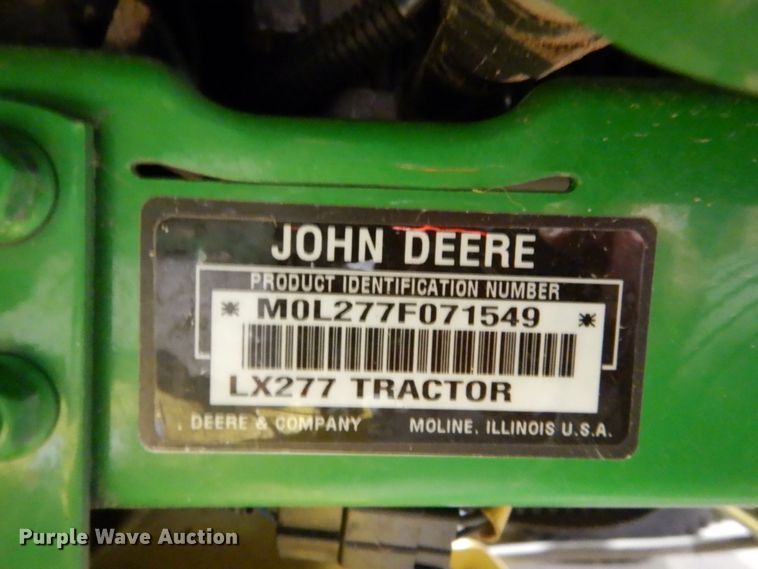 JOHN DEERE
PRODUCT IDENTIFICATION NUMBER
M0L277F071549
LX277 TRACTOR
DEERE & COMPANY MOLINE, ILLINOIS U.S.A.
Purple Wave Auction